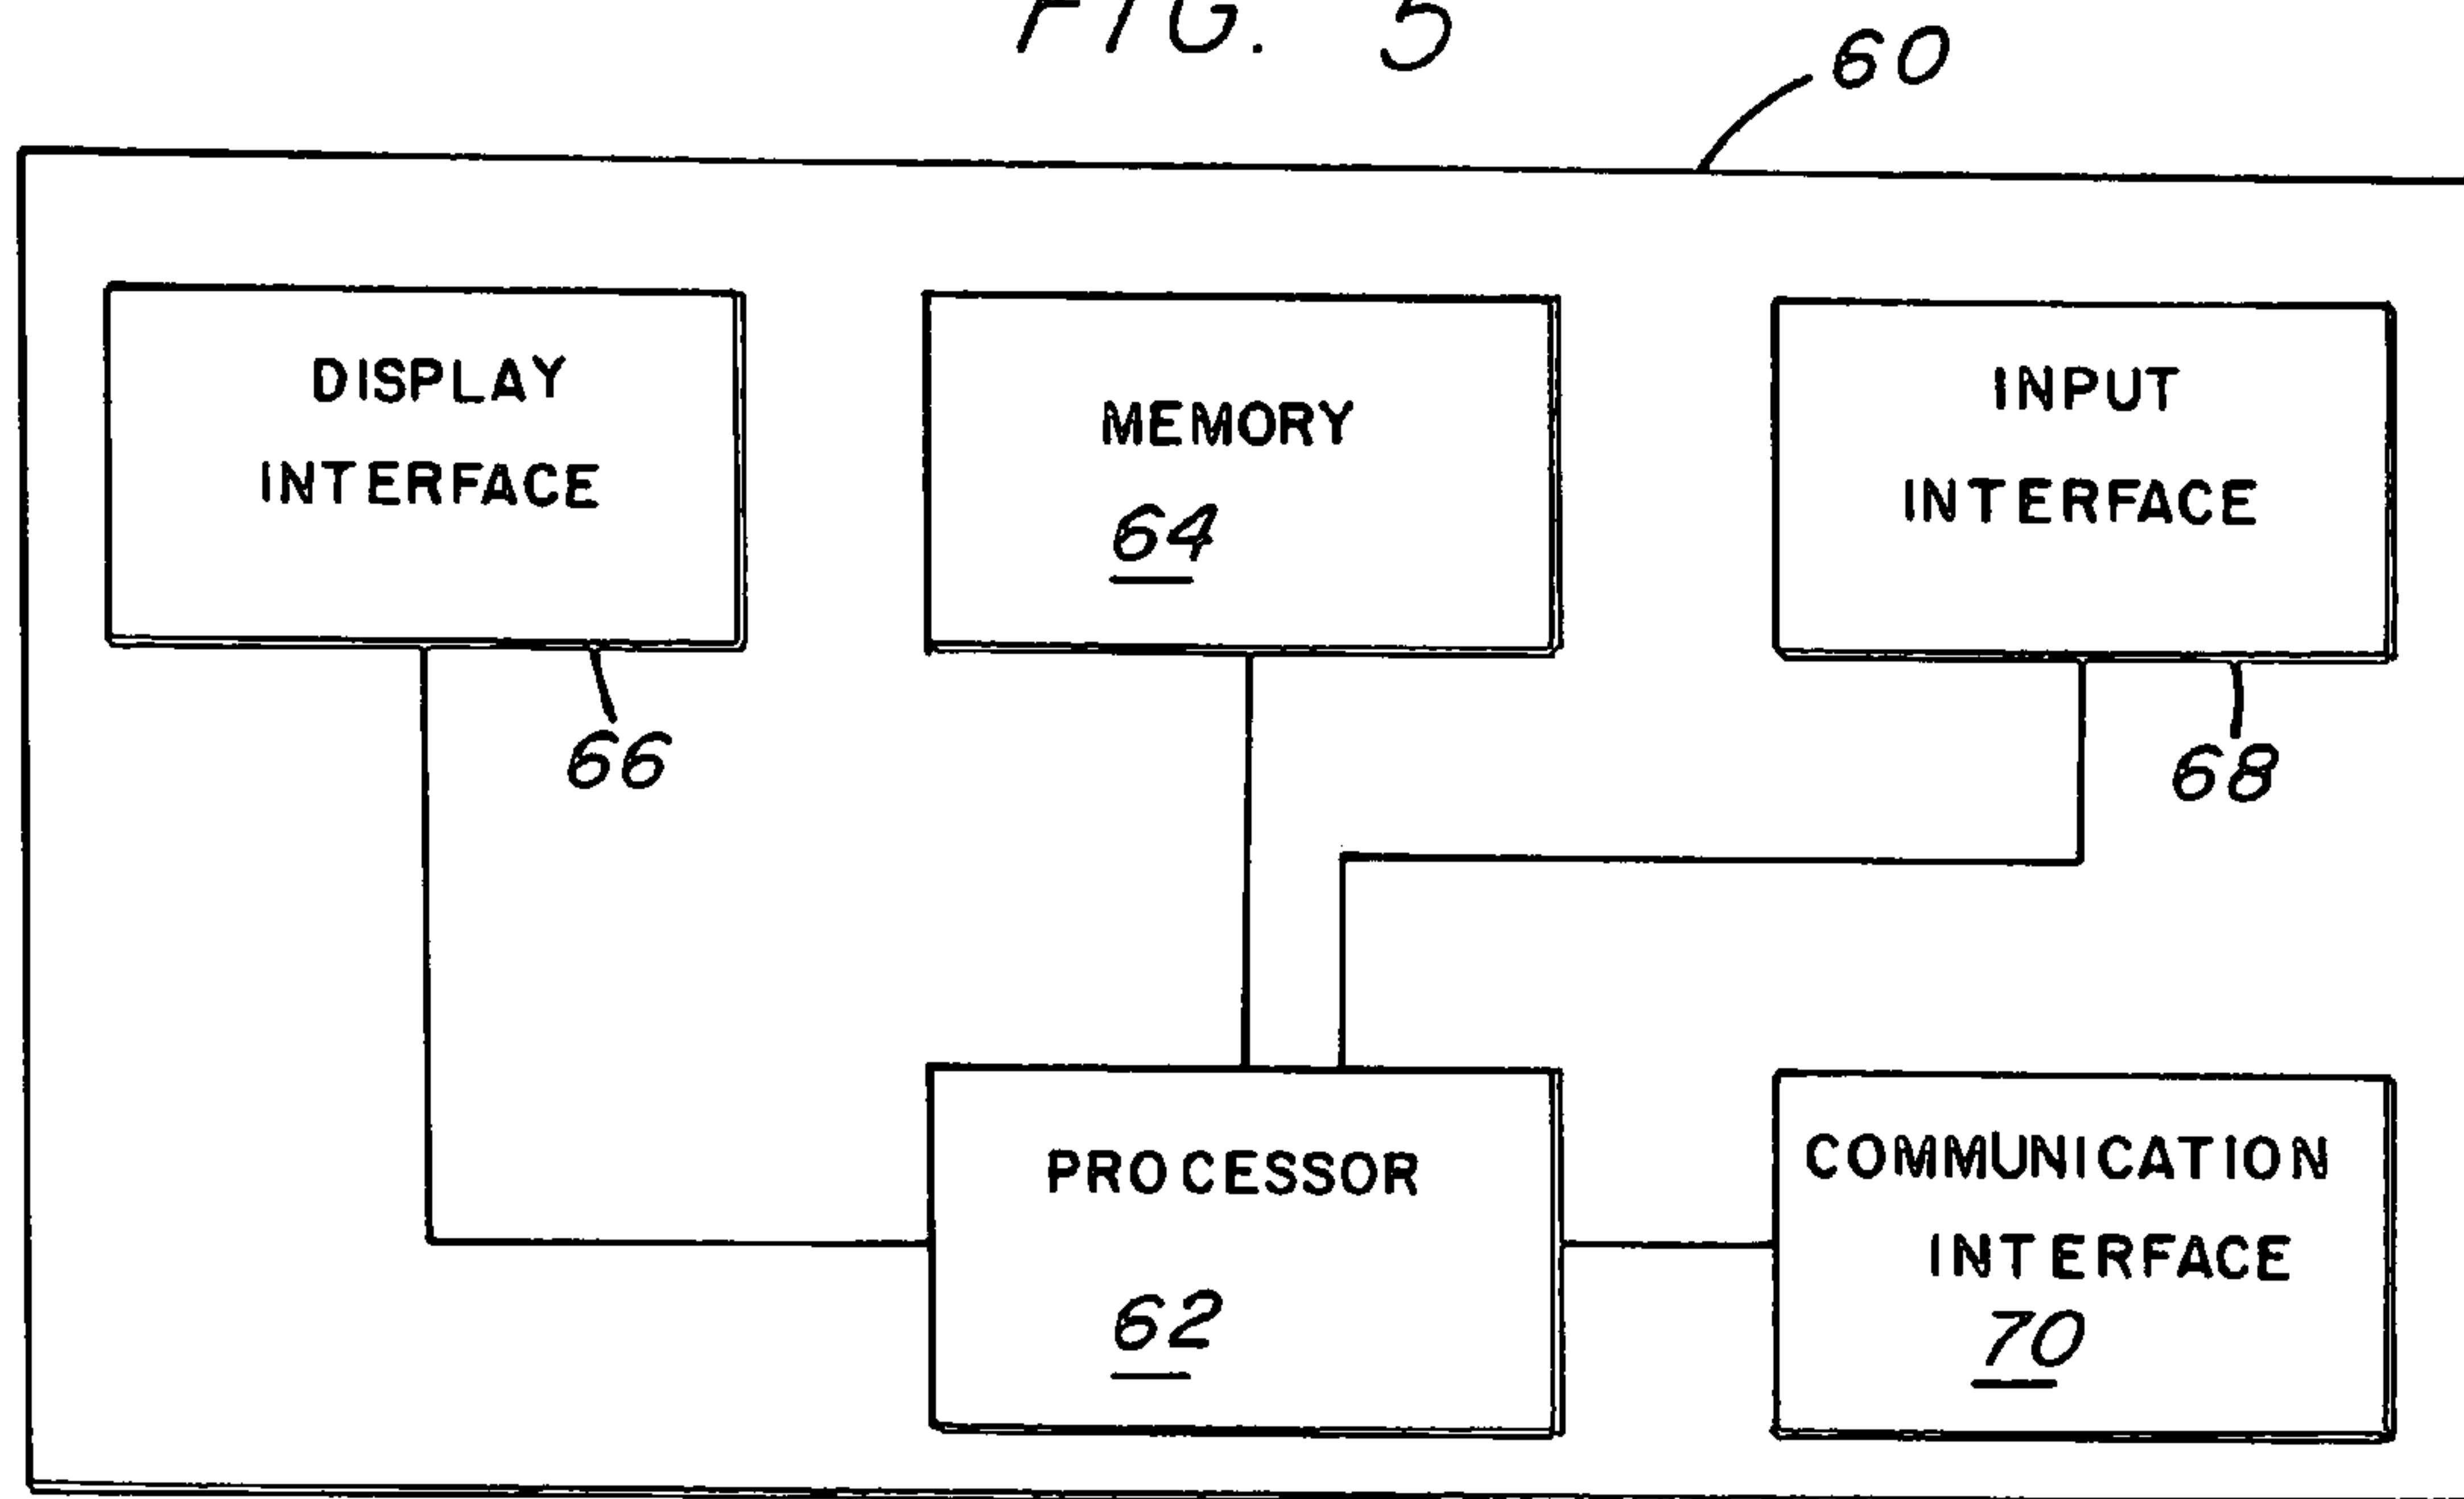 FIG. 5
60
DISPLAY
INTERFACE
66
MEMORY
64
INPUT
INTERFACE
68
PROCESSOR
62
COMMUNICATION
INTERFACE
70